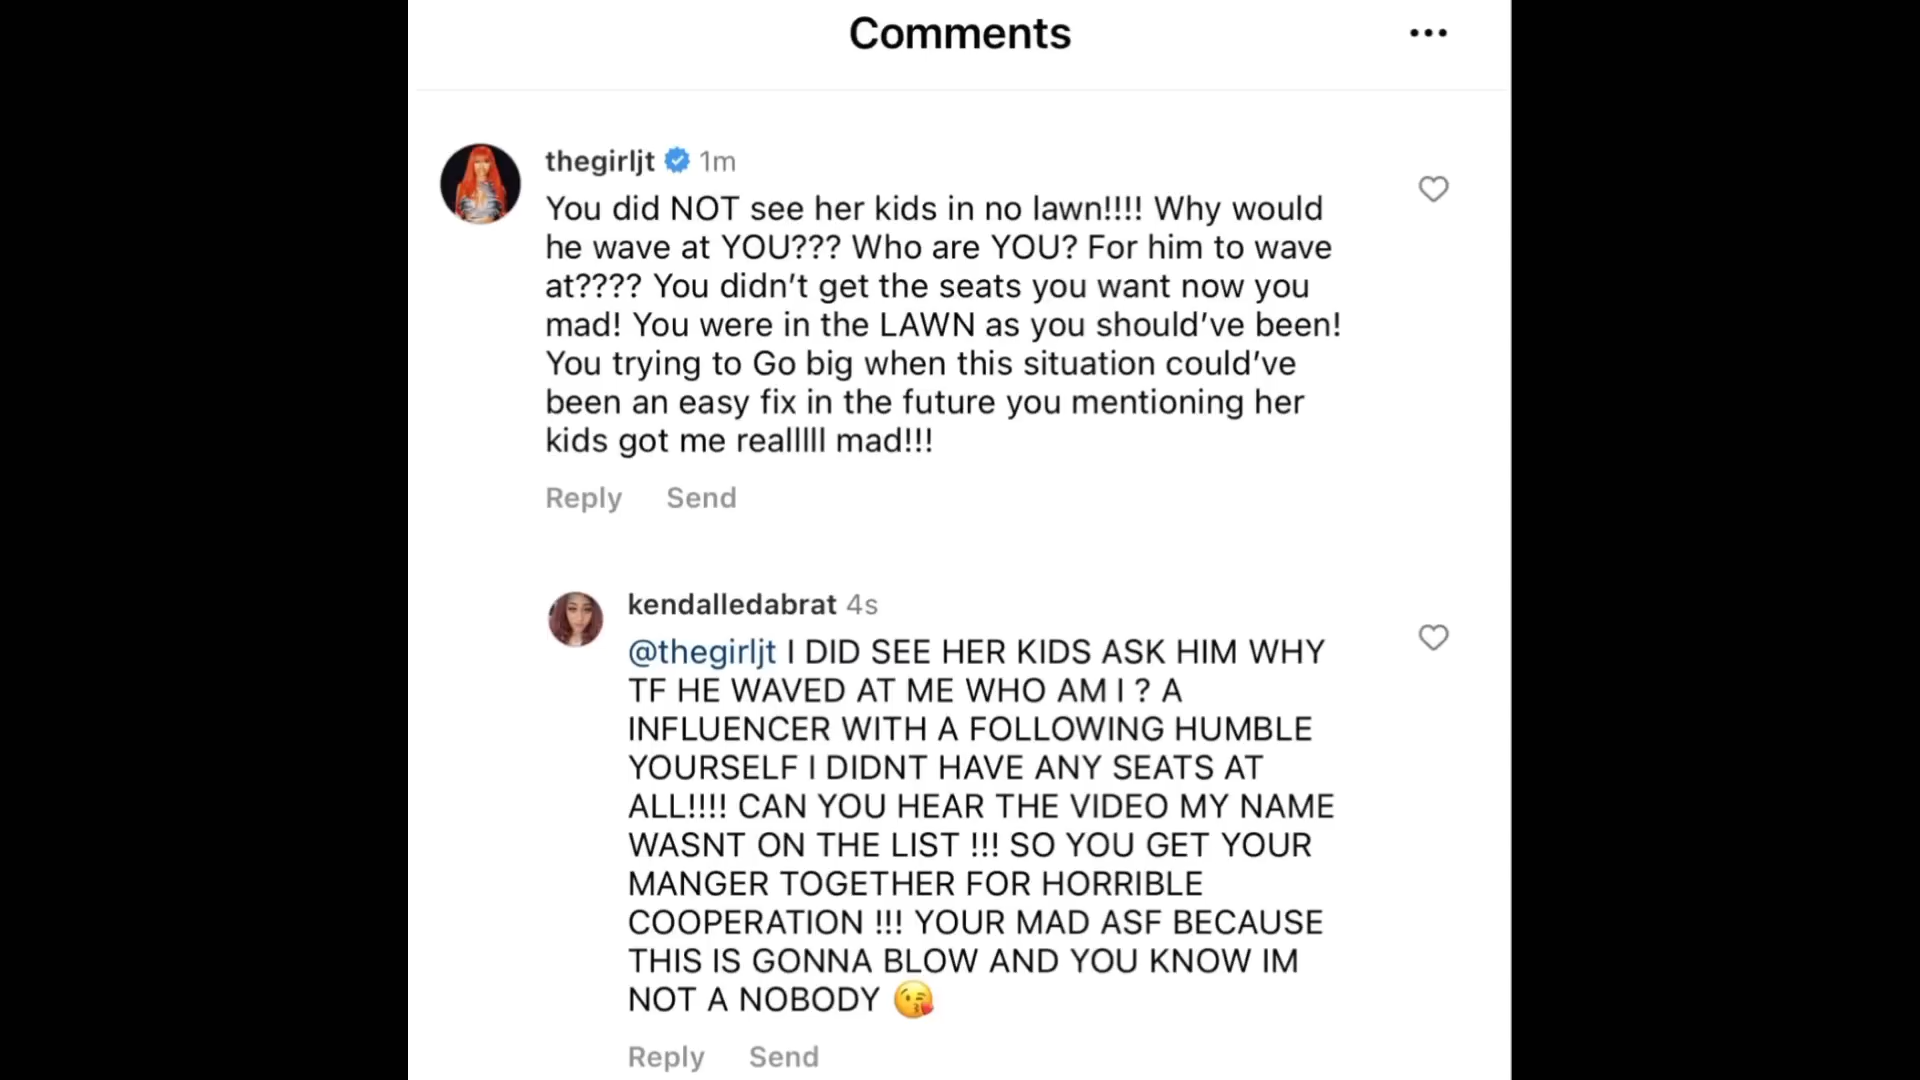 Comments
thegirljt 1m
You did NOT see her kids in no lawn!!!! Why would
he wave at YOU??? Who are YOU? For him to wave
at???? You didn’t get the seats you want now you
mad! You were in the LAWN as you should’ve been!
You trying to Go big when this situation could’ve
been an easy fix in the future you mentioning her
kids got me realllll mad!!!
Reply Send
kendalledabrat 4s
@thegirljt I DID SEE HER KIDS ASK HIM WHY
TF HE WAVED AT ME WHO AM I ? A
INFLUENCER WITH A FOLLOWING HUMBLE
YOURSELF I DIDNT HAVE ANY SEATS AT
ALL!!!! CAN YOU HEAR THE VIDEO MY NAME
WASNT ON THE LIST !!! SO YOU GET YOUR
MANGER TOGETHER FOR HORRIBLE
COOPERATION !!! YOUR MAD ASF BECAUSE
THIS IS GONNA BLOW AND YOU KNOW IM
NOT A NOBODY 😘
Reply Send